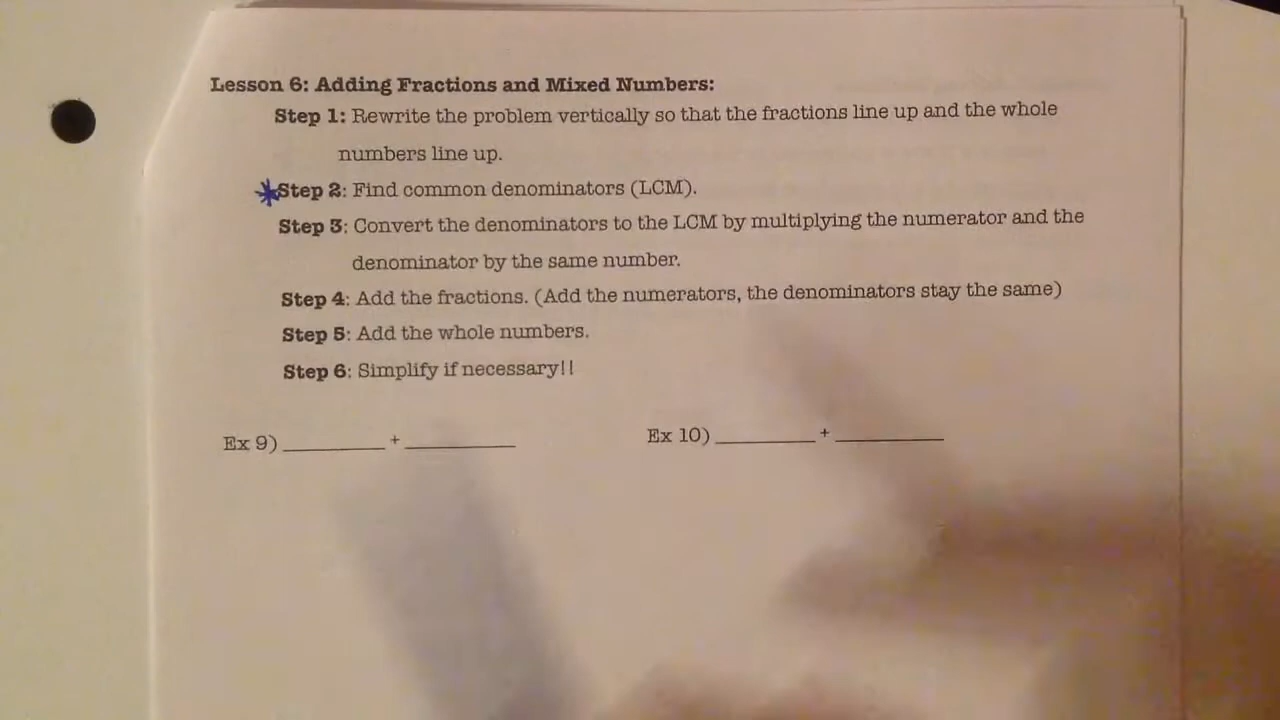 Lesson 6: Adding Fractions and Mixed Numbers:
Step 1: Rewrite the problem vertically so that the fractions line up and the whole
numbers line up.
*Step 2: Find common denominators (LCM).
Step 3: Convert the denominators to the LCM by multiplying the numerator and the
denominator by the same number.
Step 4: Add the fractions. (Add the numerators, the denominators stay the same)
Step 5: Add the whole numbers.
Step 6: Simplify if necessary!!
Ex 9) __________ + __________ Ex 10) __________ + __________